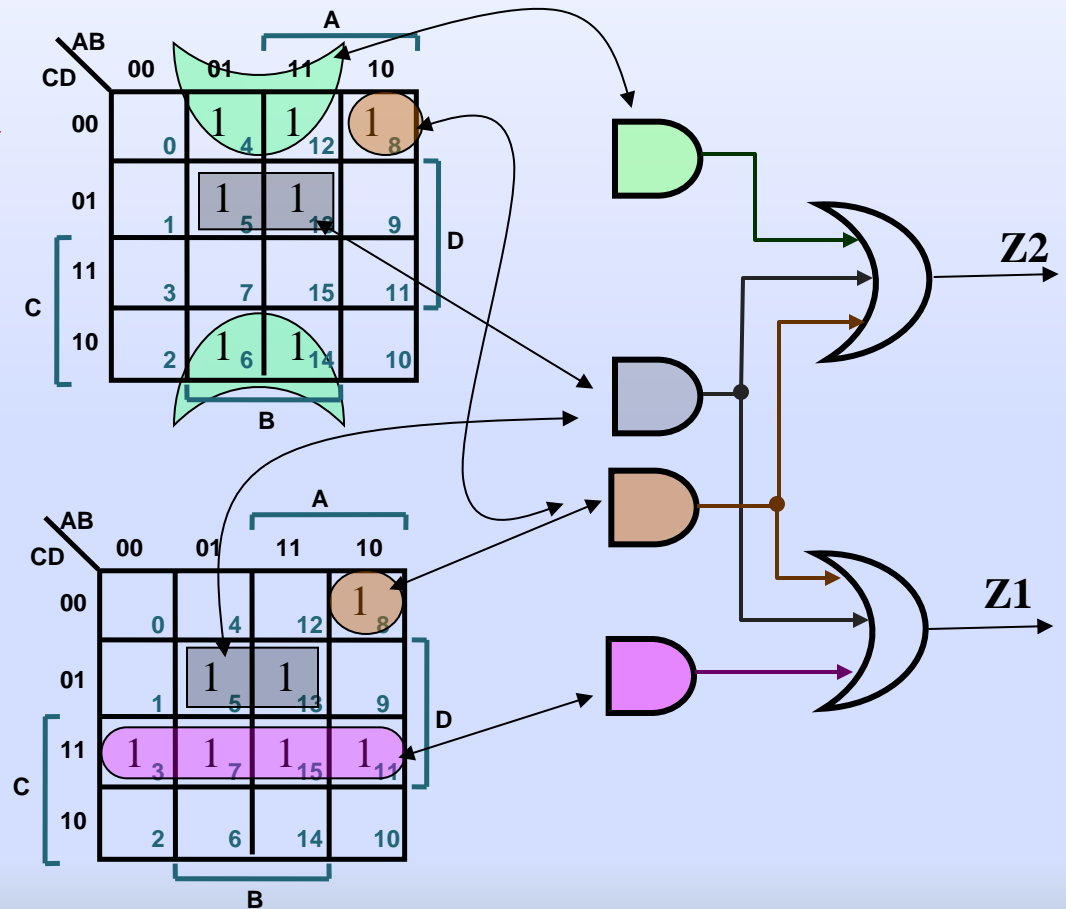 A
AB
CD
00 01 11 10
00 1 1 1
0 4 12 8
01 1 1
1 5 13 9
D
11
3 7 15 11
C
10 1 1
2 6 14 10
B
Z2
A
AB
CD
00 01 11 10
00 1
0 4 12 8
01 1 1
1 5 13 9
D
11 1 1 1 1
3 7 15 11
C
10
2 6 14 10
B
Z1